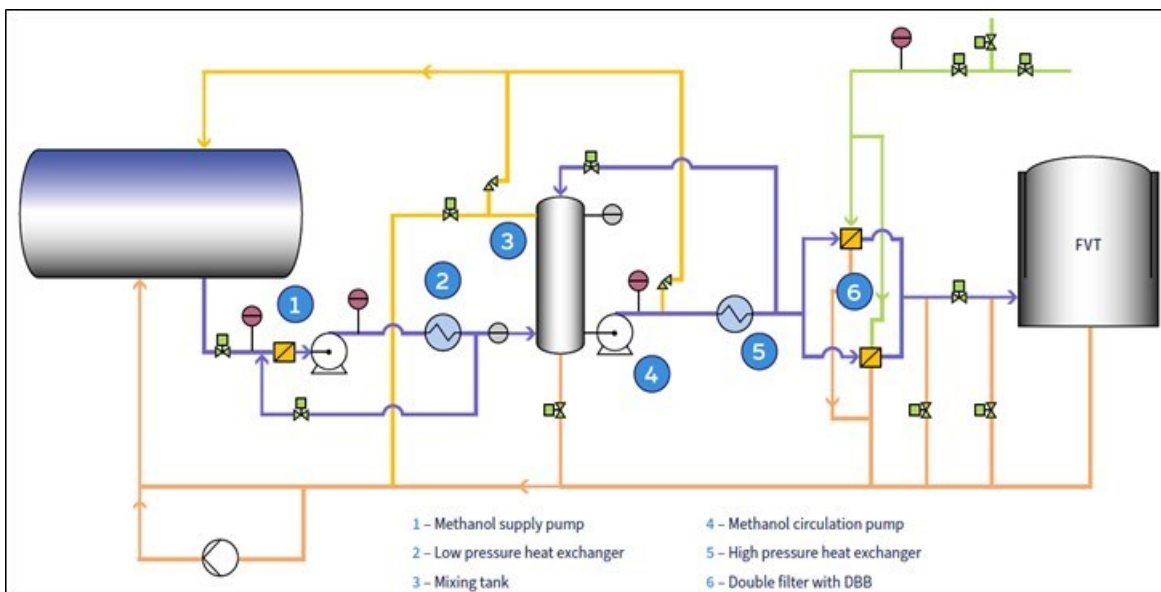 1
2
3
4
5
6
FVT
1 – Methanol supply pump
2 – Low pressure heat exchanger
3 – Mixing tank
4 – Methanol circulation pump
5 – High pressure heat exchanger
6 – Double filter with DBB